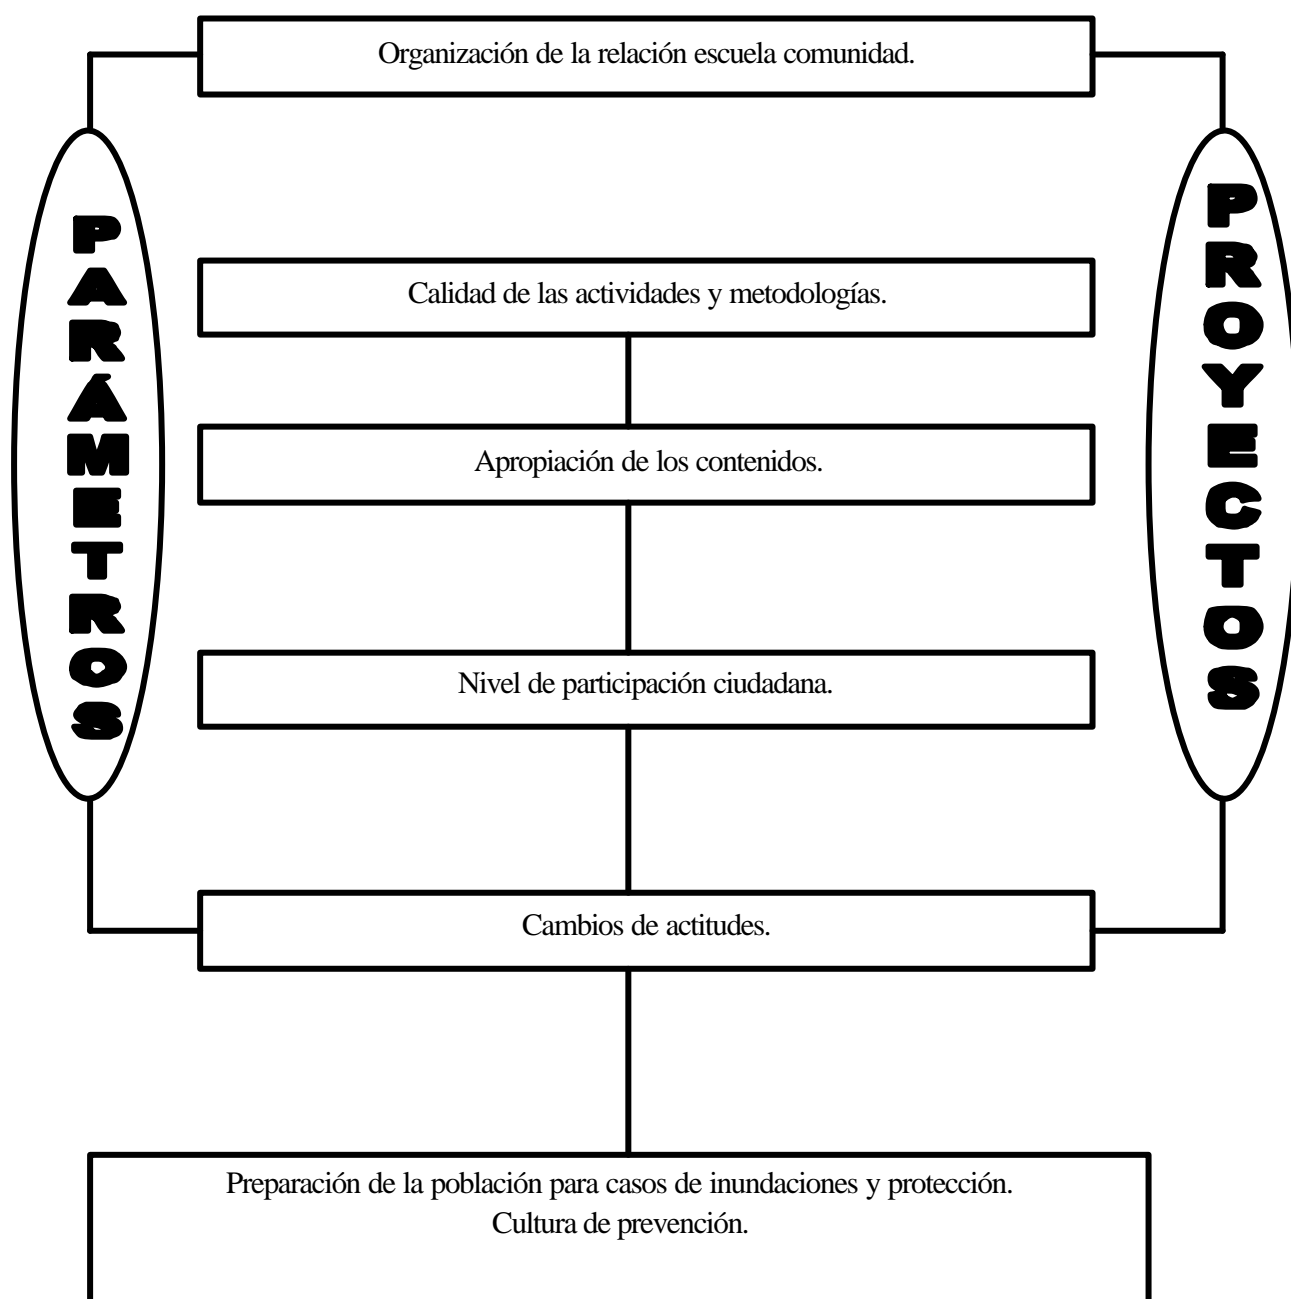 Organización de la relación escuela comunidad.
PARÁMETROS
PROYECTOS
Calidad de las actividades y metodologías.
Apropiación de los contenidos.
Nivel de participación ciudadana.
Cambios de actitudes.
Preparación de la población para casos de inundaciones y protección.
Cultura de prevención.